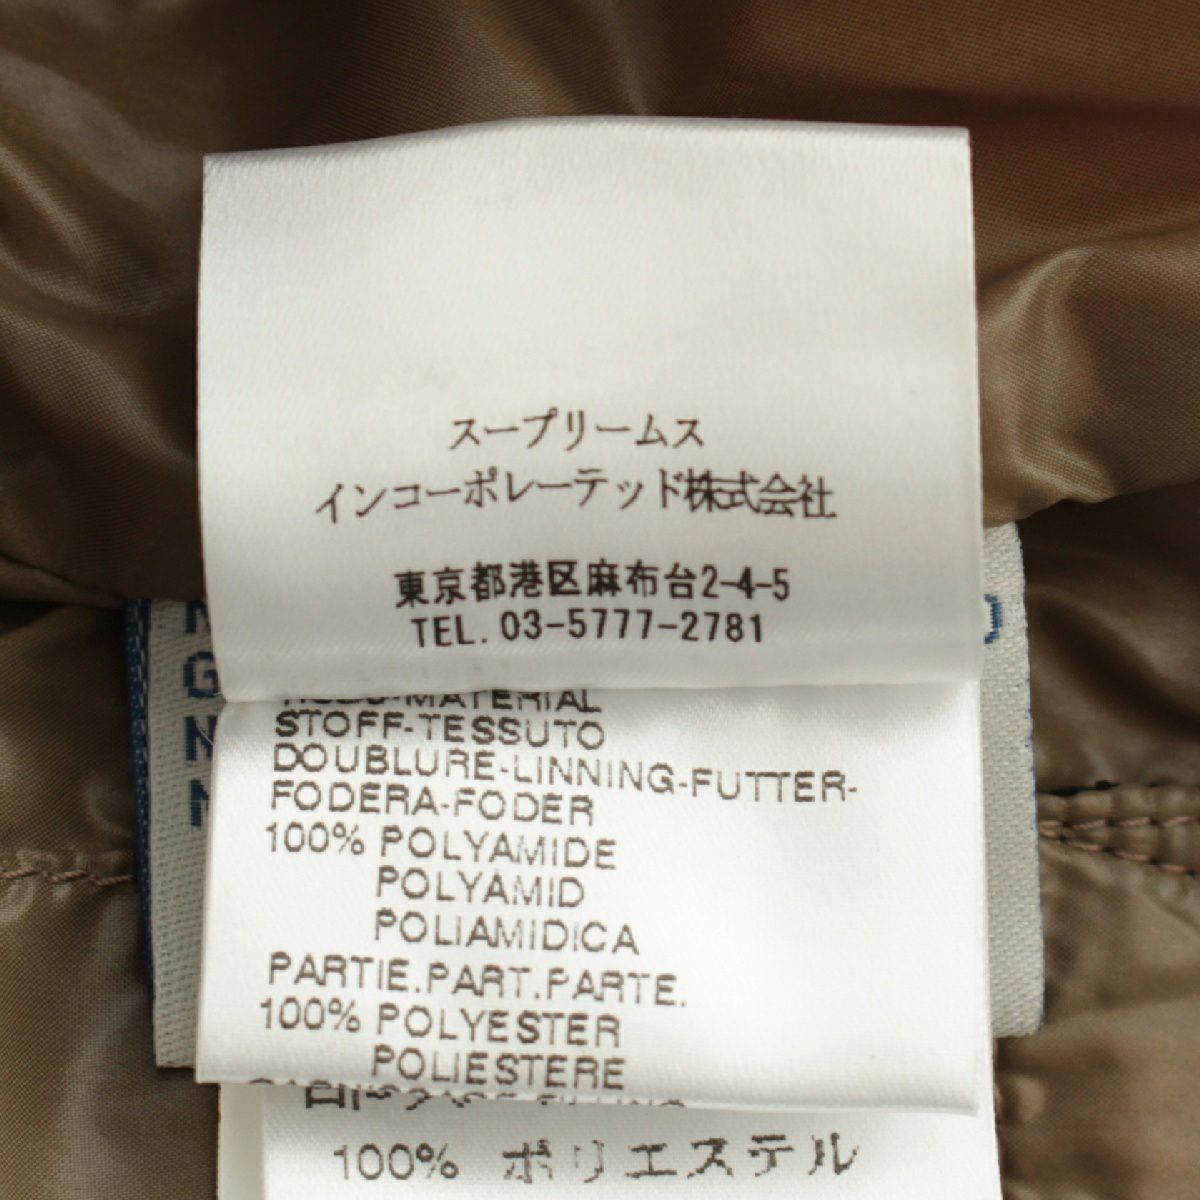 スープリームス
インコーポレーテッド株式会社
東京都港区麻布台2-4-5
TEL. 03-5777-2781
MATERIAL
STOFF-TESSUTO
DOUBLURE-LINNING-FUTTER-
FODERA-FODER
100% POLYAMIDE
POLYAMID
POLIAMIDICA
PARTIE.PART.PARTE.
100% POLYESTER
POLIESTERE
100% ポリエステル